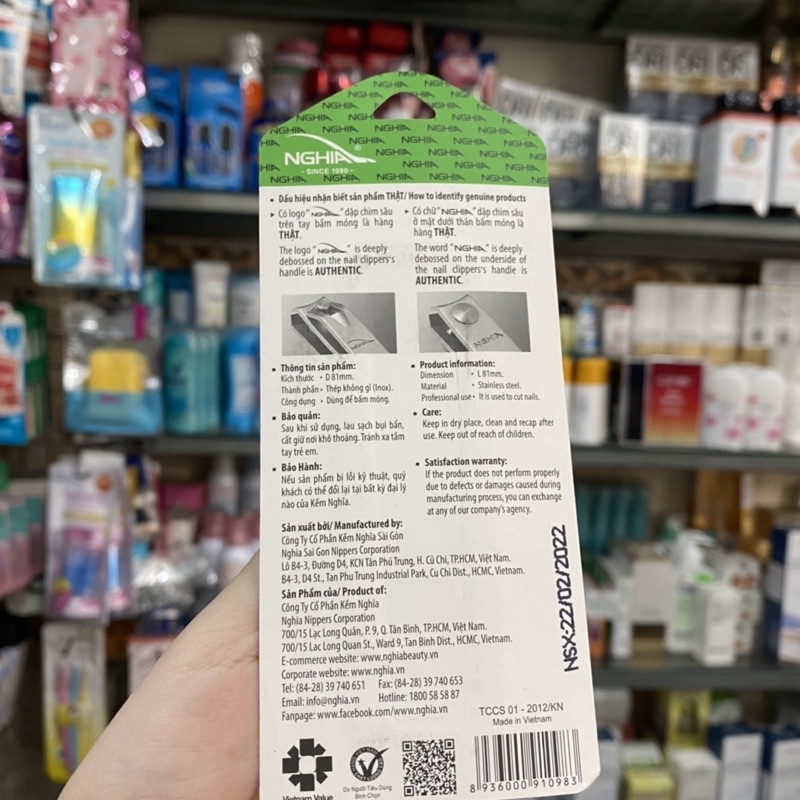 NGHIA
SINCE 1980
Dấu hiệu nhận biết sản phẩm THẬT/ How to identify genuine products
Có logo "NGHIA" dập chìm sâu
trên tay bấm móng là hàng
THẬT.
The logo "NGHIA" is deeply
debossed on the nail clippers's
handle is AUTHENTIC.
Có chữ "NGHIA" dập chìm sâu
ở mặt dưới thân bấm móng là
hàng THẬT.
The word "NGHIA" is deeply
debossed on the underside of
the nail clippers's handle is
AUTHENTIC.
NGHIA
NGHIA
Thông tin sản phẩm:
Kích thước • D 81mm.
Thành phần • Thép không gỉ (Inox).
Công dụng • Dùng để bấm móng.
Bảo quản:
Sau khi sử dụng, lau sạch bụi bẩn,
cất giữ nơi khô thoáng. Tránh xa tầm
tay trẻ em.
Bảo Hành:
Nếu sản phẩm bị lỗi kỹ thuật, quý
khách có thể đổi lại tại bất kỳ đại lý
nào của Kềm Nghĩa.
Product information:
Dimension • L 81mm.
Material • Stainless steel.
Professional use • It is used to cut nails.
Care:
Keep in dry place, clean and recap after
use. Keep out of reach of children.
Satisfaction warranty:
If the product does not perform properly
due to defects or damages caused during
manufacturing process, you can exchange
at any of our company's agency.
Sản xuất bởi/ Manufactured by:
Công Ty Cổ Phần Kềm Nghĩa Sài Gòn
Nghia Sai Gon Nippers Corporation
Lô B4-3, Đường D4, KCN Tân Phú Trung, H. Củ Chi, TP.HCM, Việt Nam.
B4-3, D4 St., Tan Phu Trung Industrial Park, Cu Chi Dist., HCMC, Vietnam.
Sản Phẩm của/ Product of:
Công Ty Cổ Phần Kềm Nghĩa
Nghia Nippers Corporation
700/15 Lạc Long Quân, P. 9, Q. Tân Bình, TP.HCM, Việt Nam.
700/15 Lac Long Quan St., Ward 9, Tan Binh Dist., HCMC, Vietnam.
E-commerce website: www.nghiabeauty.vn
Corporate website: www.nghia.vn
Tel: (84-28) 39 740 651 Fax: (84-28) 39 740 653
Email: info@nghia.vn Hotline: 1800 58 58 87
Fanpage: www.facebook.com/www.nghia.vn
NSX:22/02/2022
TCCS 01 - 2012/KN
Made in Vietnam
Vietnam Value
Do Người Tiêu Dùng
Bình Chọn
8 936000 910983